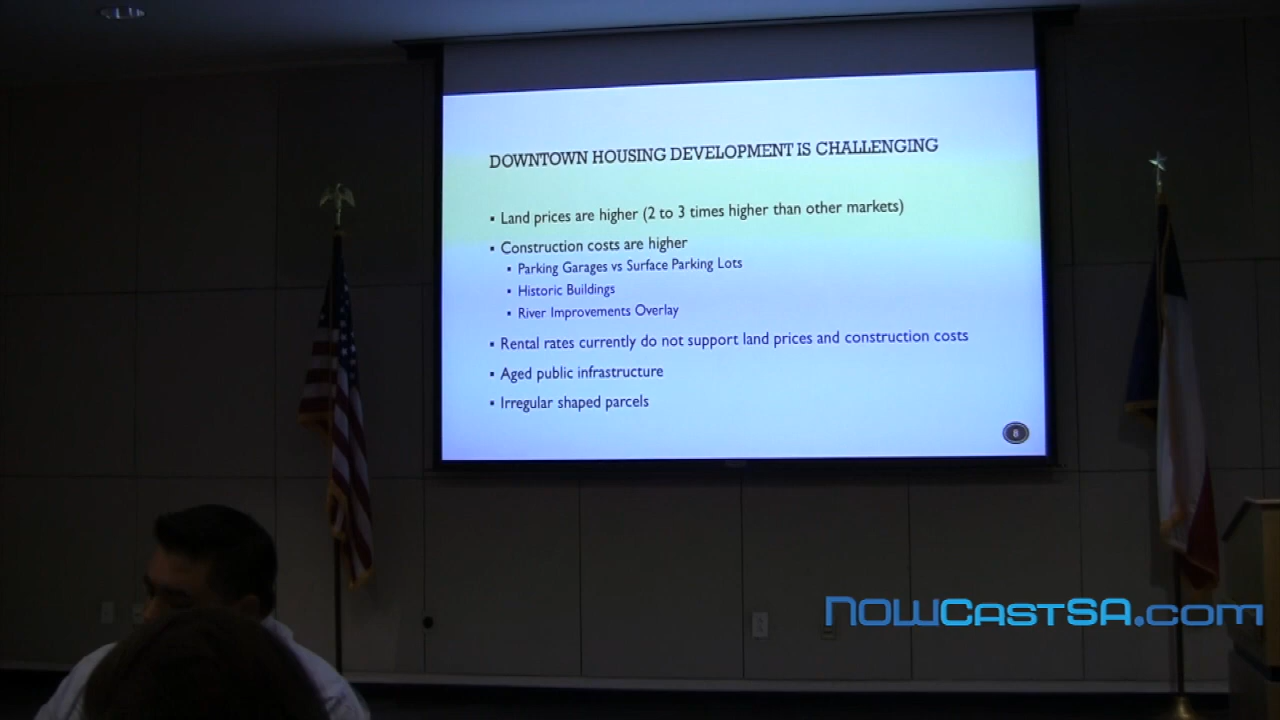 DOWNTOWN HOUSING DEVELOPMENT IS CHALLENGING
▪ Land prices are higher (2 to 3 times higher than other markets)
▪ Construction costs are higher
▪ Parking Garages vs Surface Parking Lots
▪ Historic Buildings
▪ River Improvements Overlay
▪ Rental rates currently do not support land prices and construction costs
▪ Aged public infrastructure
▪ Irregular shaped parcels
8
NOWCastSA.com